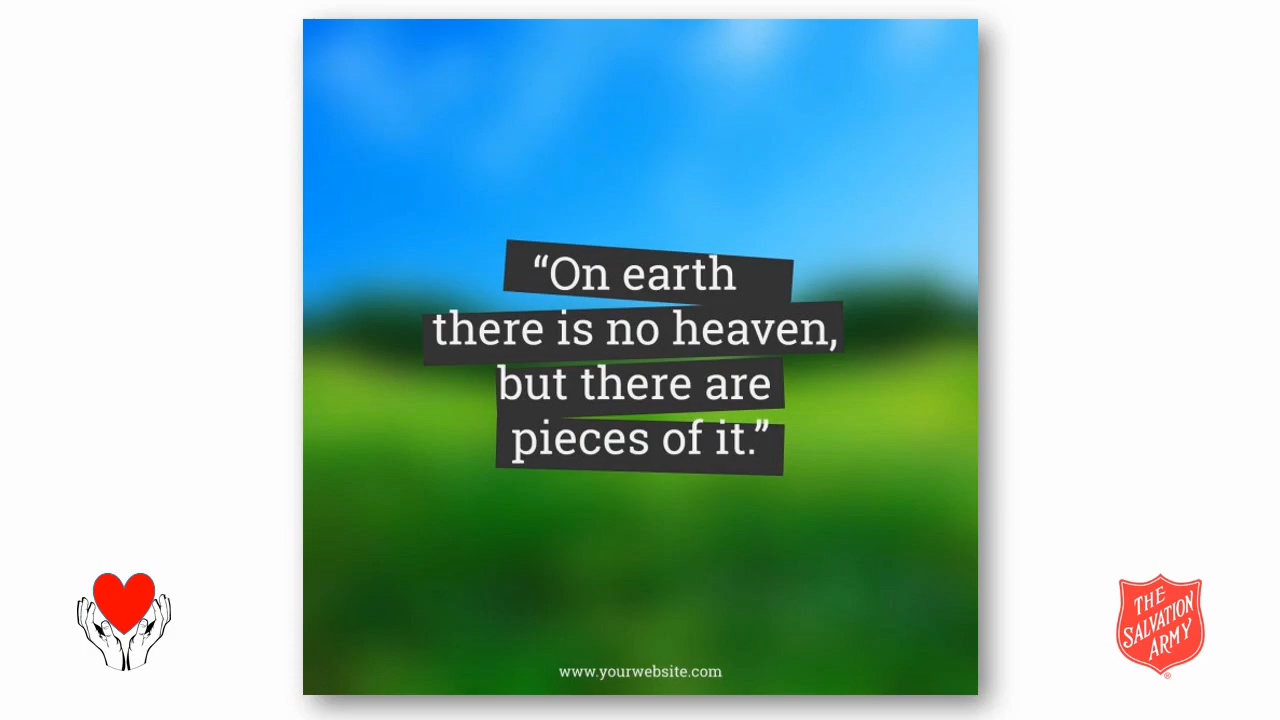 “On earth
there is no heaven,
but there are
pieces of it.”
www.yourwebsite.com
THE
SALVATION
ARMY
®